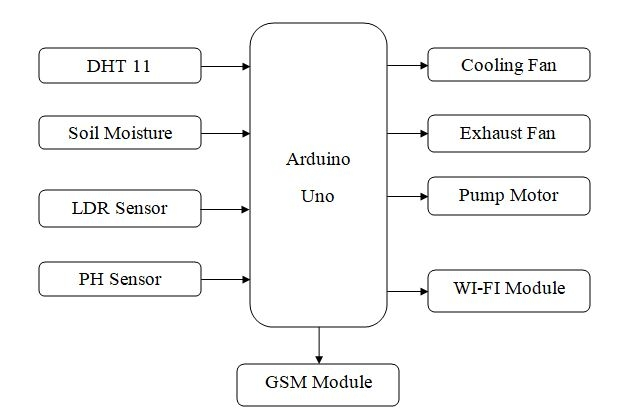 DHT 11
Soil Moisture
LDR Sensor
PH Sensor
Arduino
Uno
Cooling Fan
Exhaust Fan
Pump Motor
WI-FI Module
GSM Module